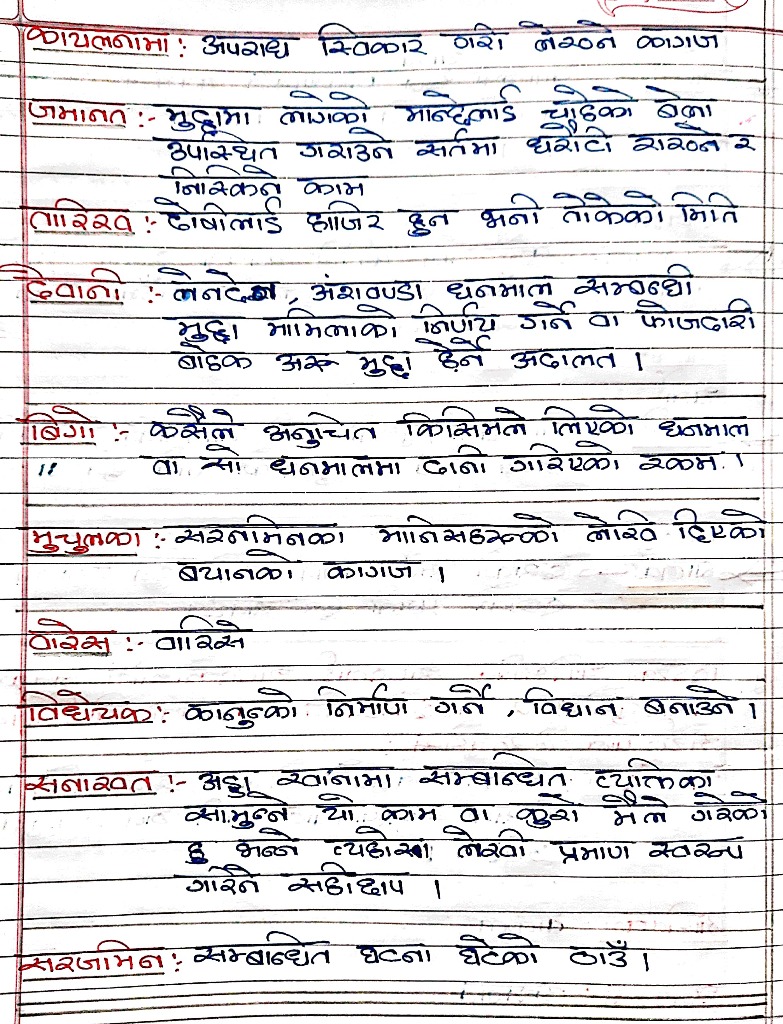 कायलनामा : अपराध स्विकार गरी लेख्ने कागज
जमानत :- मुद्दामा लागेको मान्छेलाई चाहेको बेला
उपस्थित गराउने सर्तमा धरौटी राख्ने र
निस्किने काम
तारिख :- दोषीलाई हाजिर हुन भनी तोकेको मिति
देवानी :- लेनदेन, अंशवण्डा धनमाल सम्बन्धी
मुद्दा मामिलाको निर्णय गर्ने वा फौजदारी
बाहेक अरू मुद्दा हेर्ने अदालत ।
बिगो :- कसैले अनुचित किसिमले लिएको धनमाल
" वा सो धनमालमा दावी गरिएको रकम ।
मुचुल्का :- सरजमिनका मानिसहरूको लेखि दिएको
बयानको कागज ।
वारेस :- वारिस
विधेयक : कानुनको निर्माण गर्ने, विधान बनाउने ।
सनाखत :- अड्डा खानामा सम्बन्धित व्यक्तिका
सामुन्ने यो काम वा कुरो मैले गरेको
हु भन्ने व्यहोरा लेखी प्रमाण स्वरुप
गरिने सहीछाप ।
सरजमिन : सम्बन्धित घटना घटेको ठाउँ ।